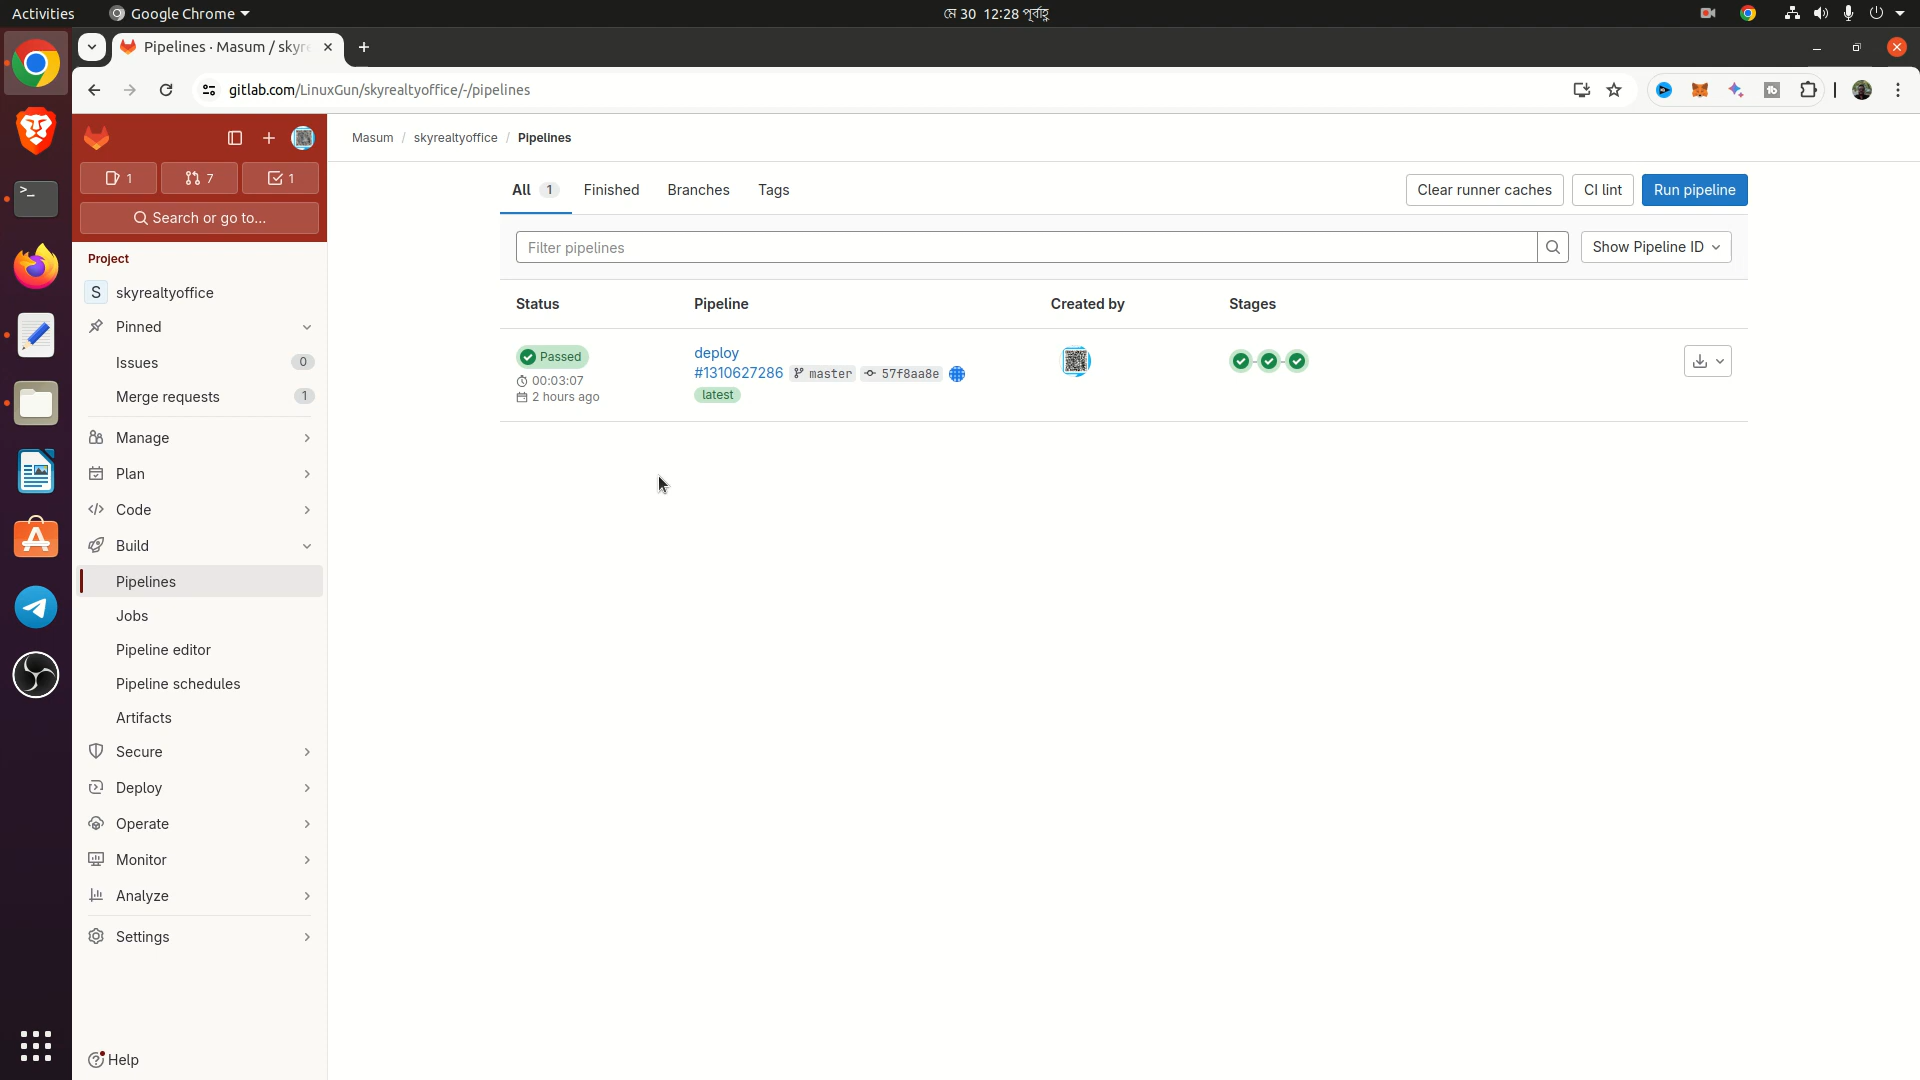 Activities Google Chrome মে 30 12:28 পূর্বাহ্ণ
Pipelines · Masum / skyre
gitlab.com/LinuxGun/skyrealtyoffice/-/pipelines
Masum / skyrealtyoffice / Pipelines
1 7 1
Search or go to...
Project
S skyrealtyoffice
Pinned
Issues 0
Merge requests 1
Manage
Plan
Code
Build
Pipelines
Jobs
Pipeline editor
Pipeline schedules
Artifacts
Secure
Deploy
Operate
Monitor
Analyze
Settings
Help
All 1 Finished Branches Tags Clear runner caches CI lint Run pipeline
Filter pipelines Show Pipeline ID
Status Pipeline Created by Stages
Passed
00:03:07
2 hours ago
deploy
#1310627286 master 57f8aa8e
latest